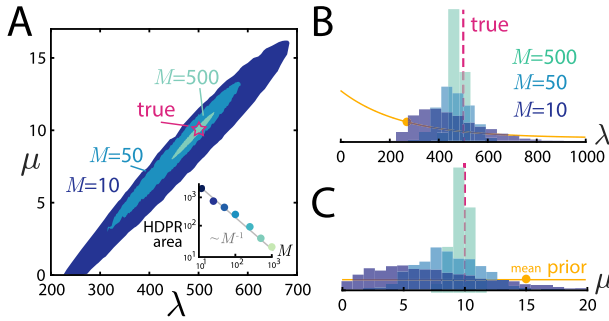 A
15
10
5
0
μ
M=500
true
M=50
M=10
10³
10²
10¹
HDPR
area
~M⁻¹
M
10¹
10²
10³
200
300
400
500
600
700
λ
B
true
M=500
M=50
M=10
0
200
400
600
800
1000
λ
C
mean prior
μ
0
5
10
15
20